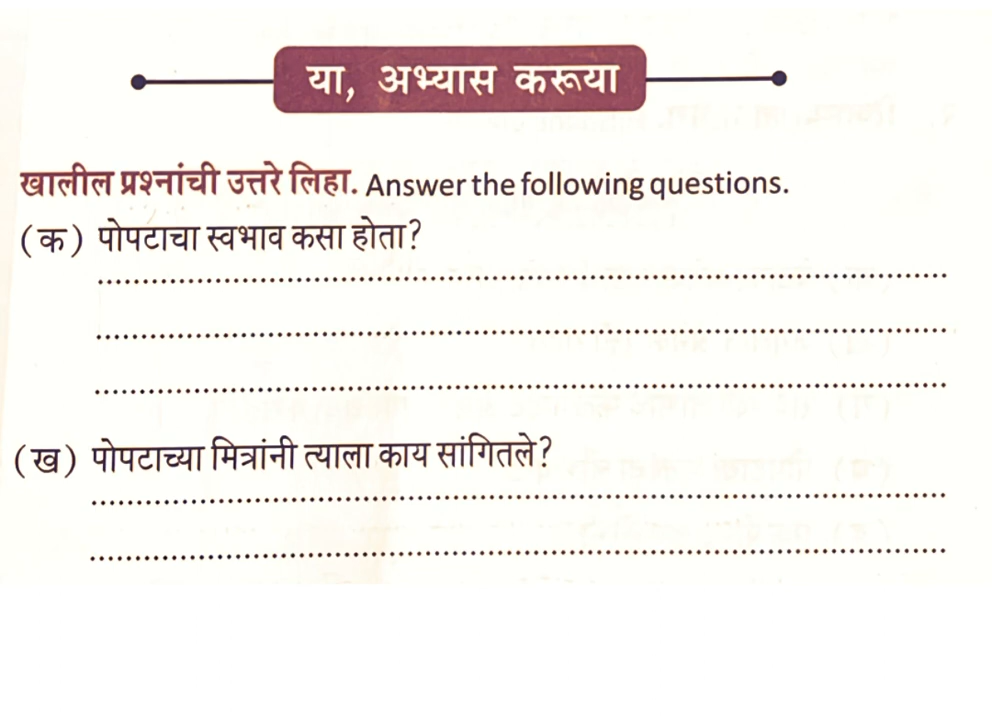 या, अभ्यास करूया
खालील प्रश्नांची उत्तरे लिहा. Answer the following questions.
(क) पोपटाचा स्वभाव कसा होता?
(ख) पोपटाच्या मित्रांनी त्याला काय सांगितले?